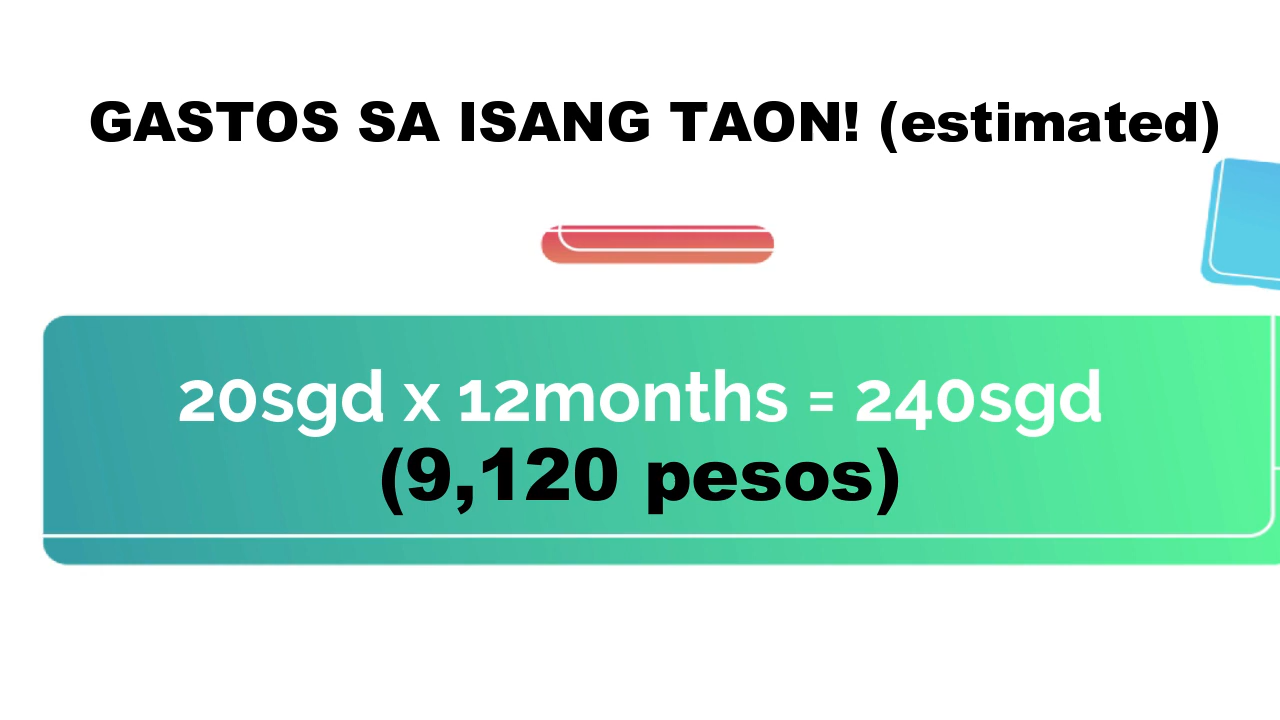 GASTOS SA ISANG TAON! (estimated)
20sgd x 12months = 240sgd
(9,120 pesos)